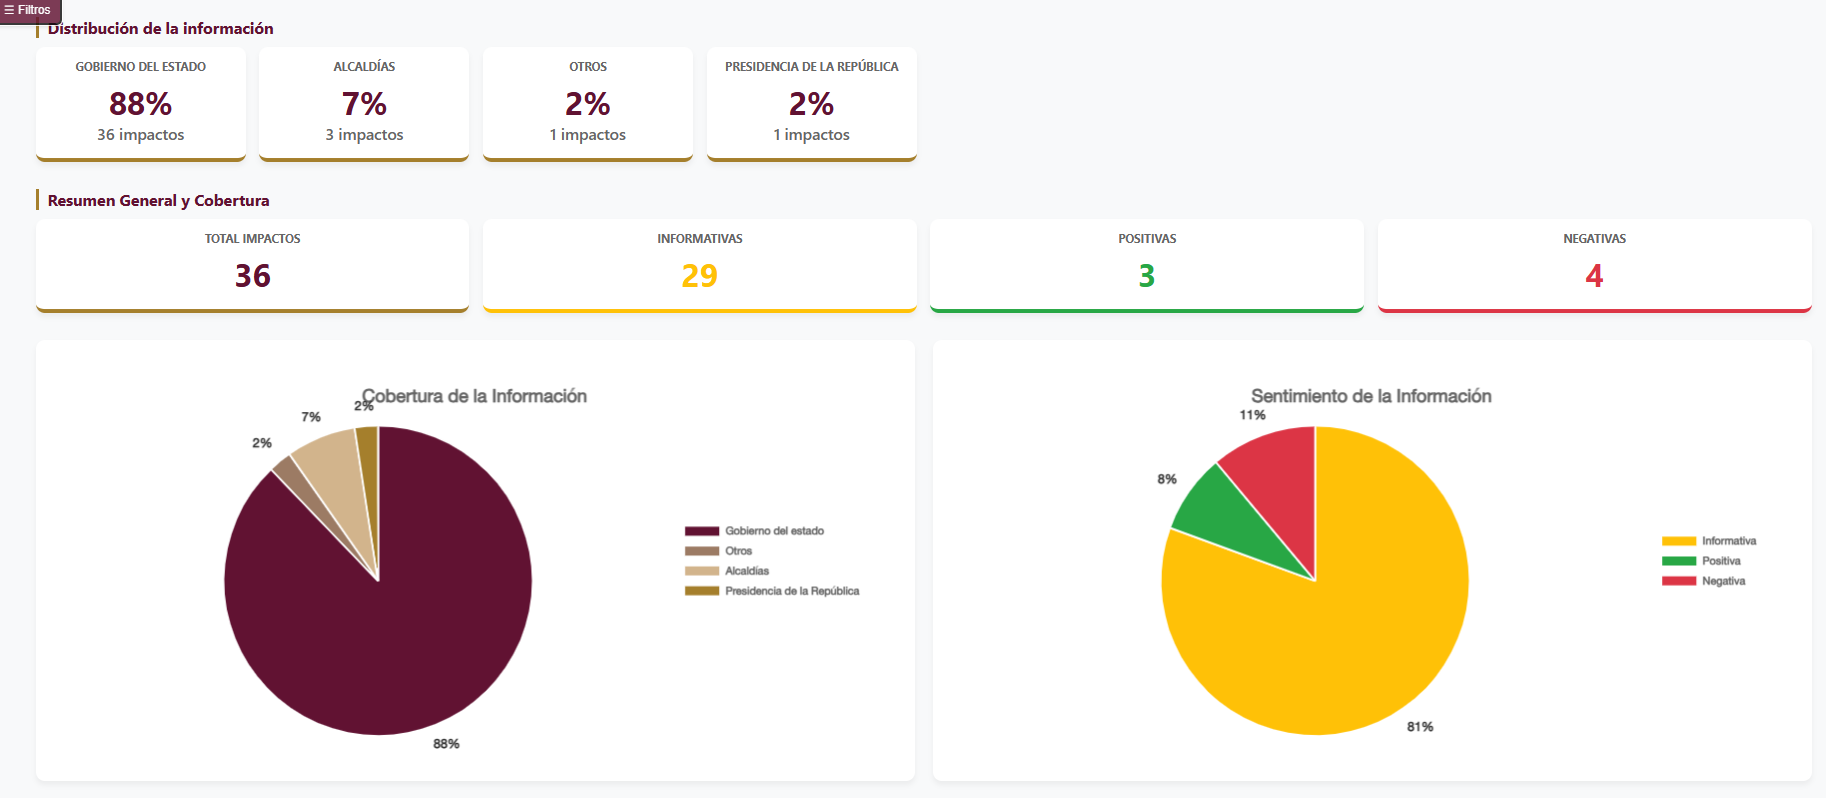 ☰ Filtros
Distribución de la información
GOBIERNO DEL ESTADO
88%
36 impactos
ALCALDÍAS
7%
3 impactos
OTROS
2%
1 impactos
PRESIDENCIA DE LA REPÚBLICA
2%
1 impactos
Resumen General y Cobertura
TOTAL IMPACTOS
36
INFORMATIVAS
29
POSITIVAS
3
NEGATIVAS
4
Cobertura de la Información
2%
7%
2%
88%
Gobierno del estado
Otros
Alcaldías
Presidencia de la República
Sentimiento de la Información
11%
8%
81%
Informativa
Positiva
Negativa